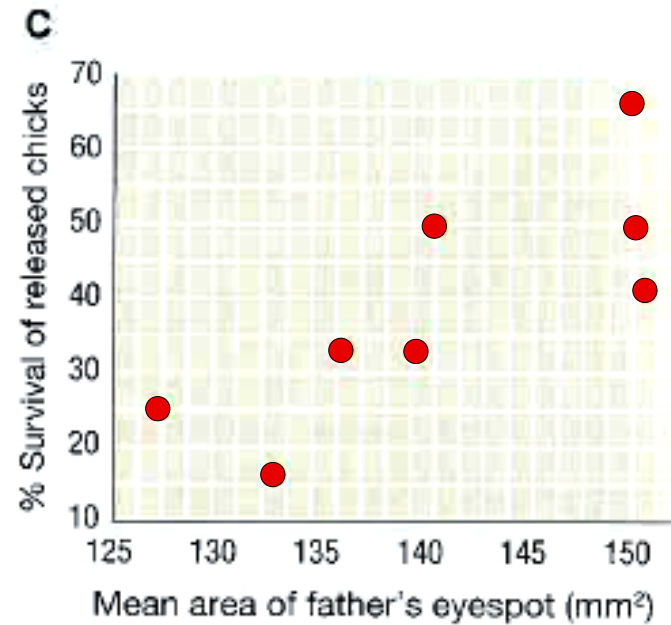 C
% Survival of released chicks
70
60
50
40
30
20
10
125 130 135 140 145 150
Mean area of father's eyespot (mm²)